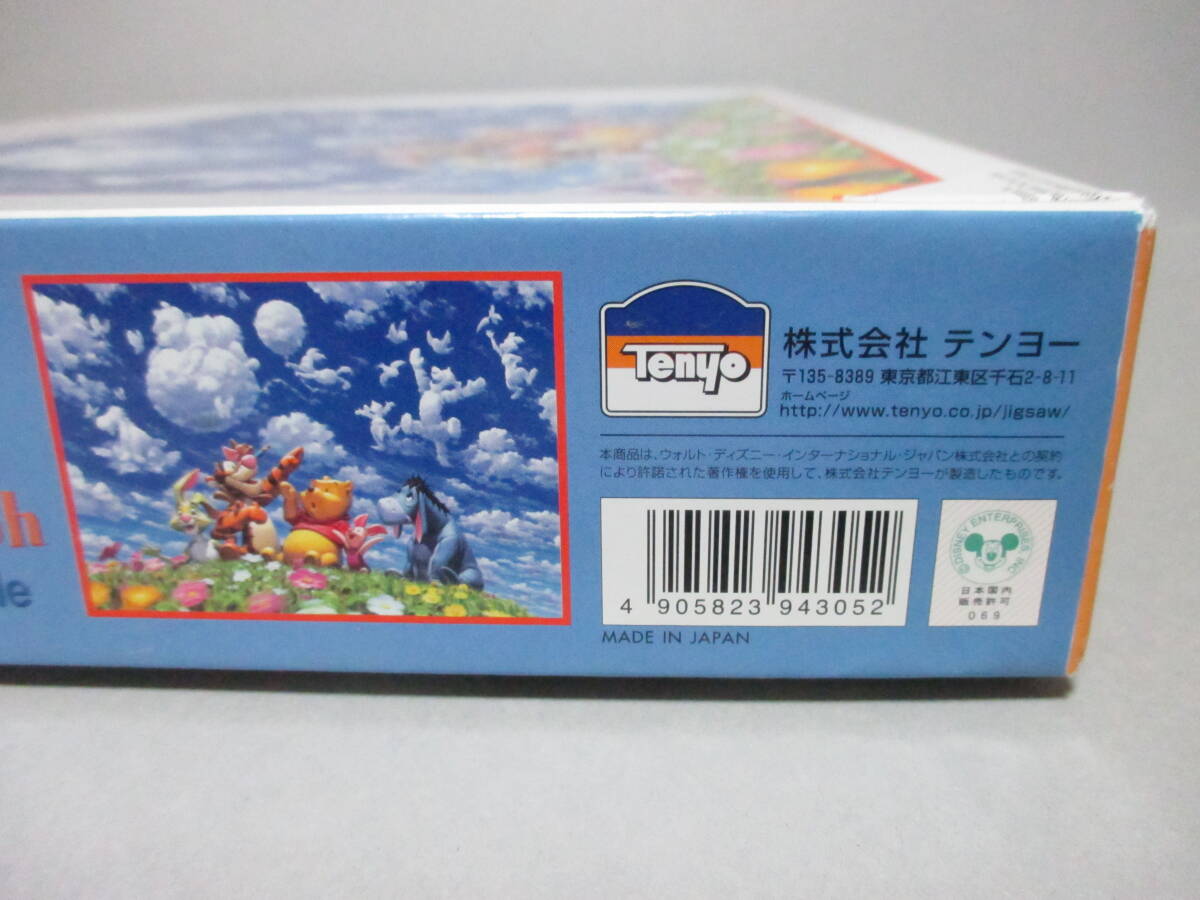 Tenyo
株式会社 テンヨー
〒135-8389 東京都江東区千石2-8-11
ホームページ
http://www.tenyo.co.jp/jigsaw/
本商品は、ウォルト・ディズニー・インターナショナル・ジャパン株式会社との契約
により許諾された著作権を使用して、株式会社テンヨーが製造したものです。
4 905823 943052
MADE IN JAPAN
©DISNEY ENTERPRISES, INC
日本国内
販売許可
069
oh
le